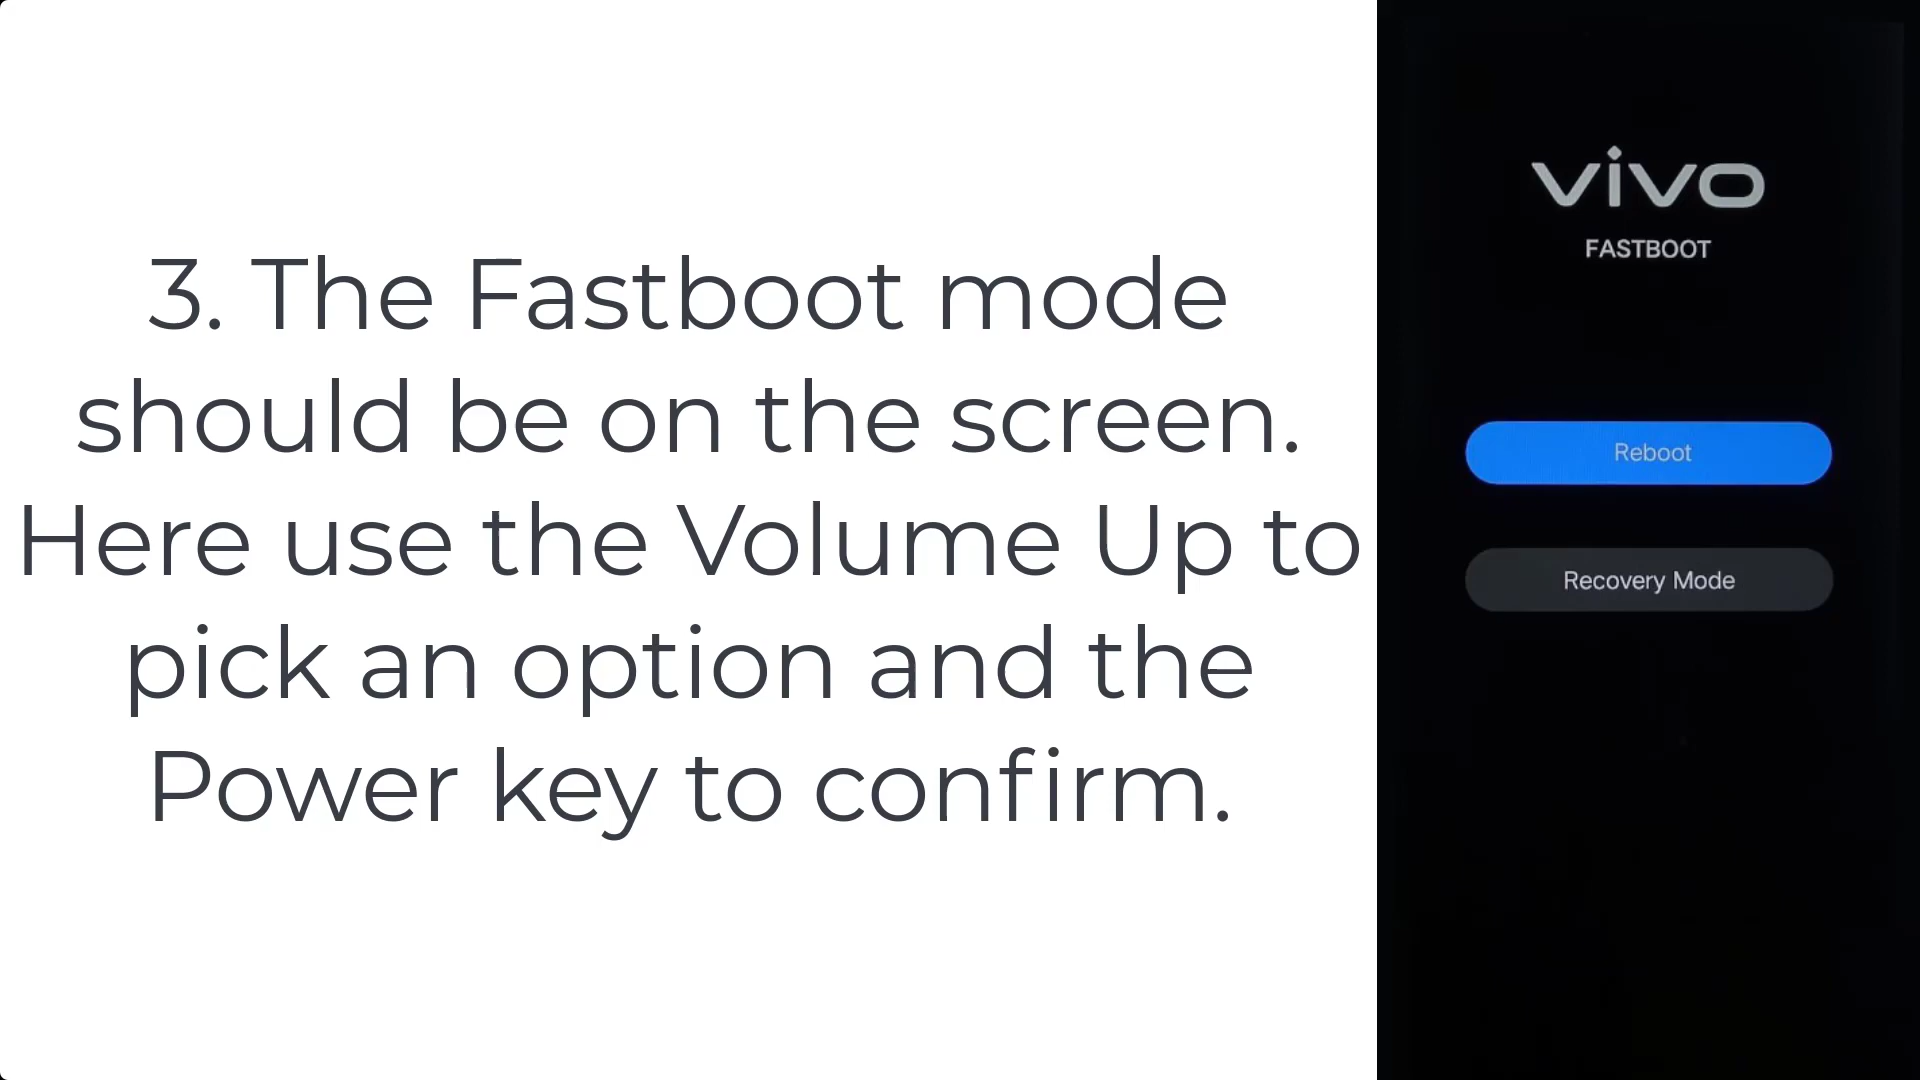 3. The Fastboot mode
should be on the screen.
Here use the Volume Up to
pick an option and the
Power key to confirm.
vivo
FASTBOOT
Reboot
Recovery Mode